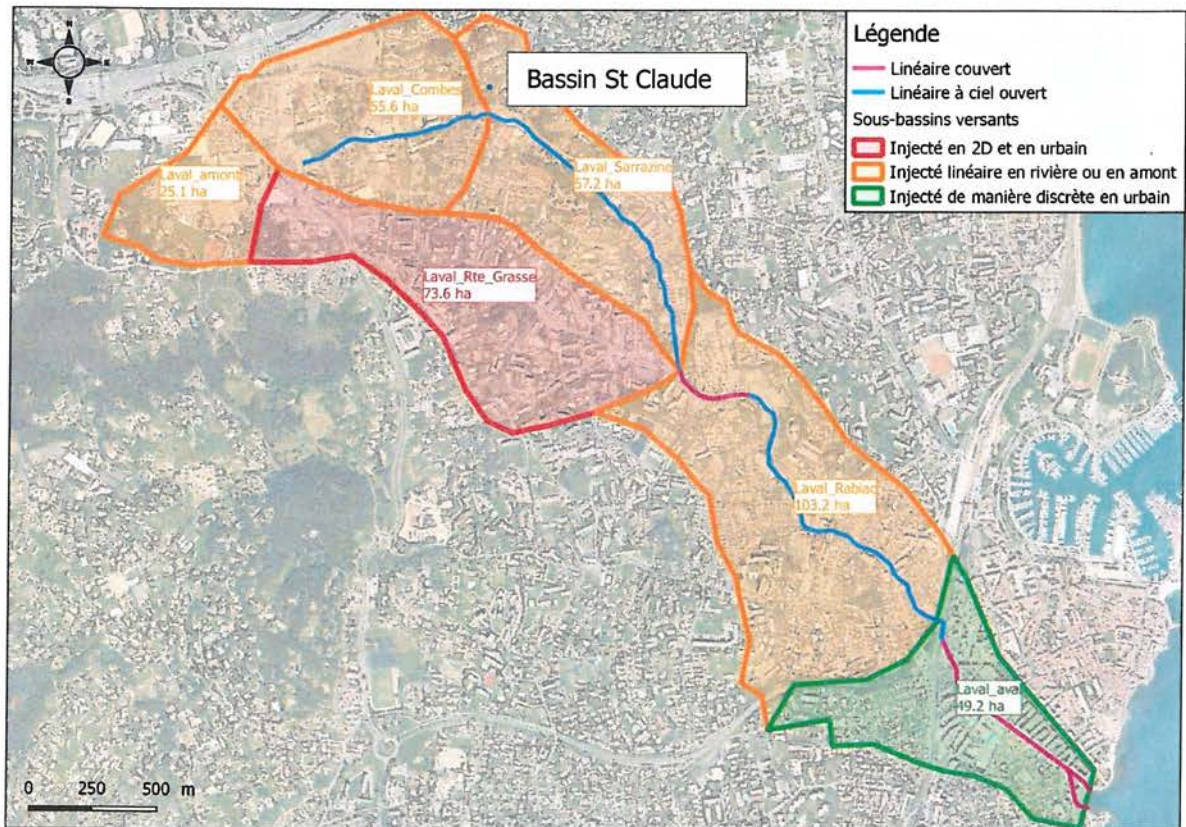 Légende
Linéaire couvert
Linéaire à ciel ouvert
Sous-bassins versants
Injecté en 2D et en urbain
Injecté linéaire en rivière ou en amont
Injecté de manière discrète en urbain
Bassin St Claude
Laval_Combes
55.6 ha
Laval_amont
25.1 ha
Laval_Sarrazine
57.2 ha
Laval_Rte_Grasse
73.6 ha
Laval_Rabiac
103.2 ha
Laval_aval
49.2 ha
0 250 500 m